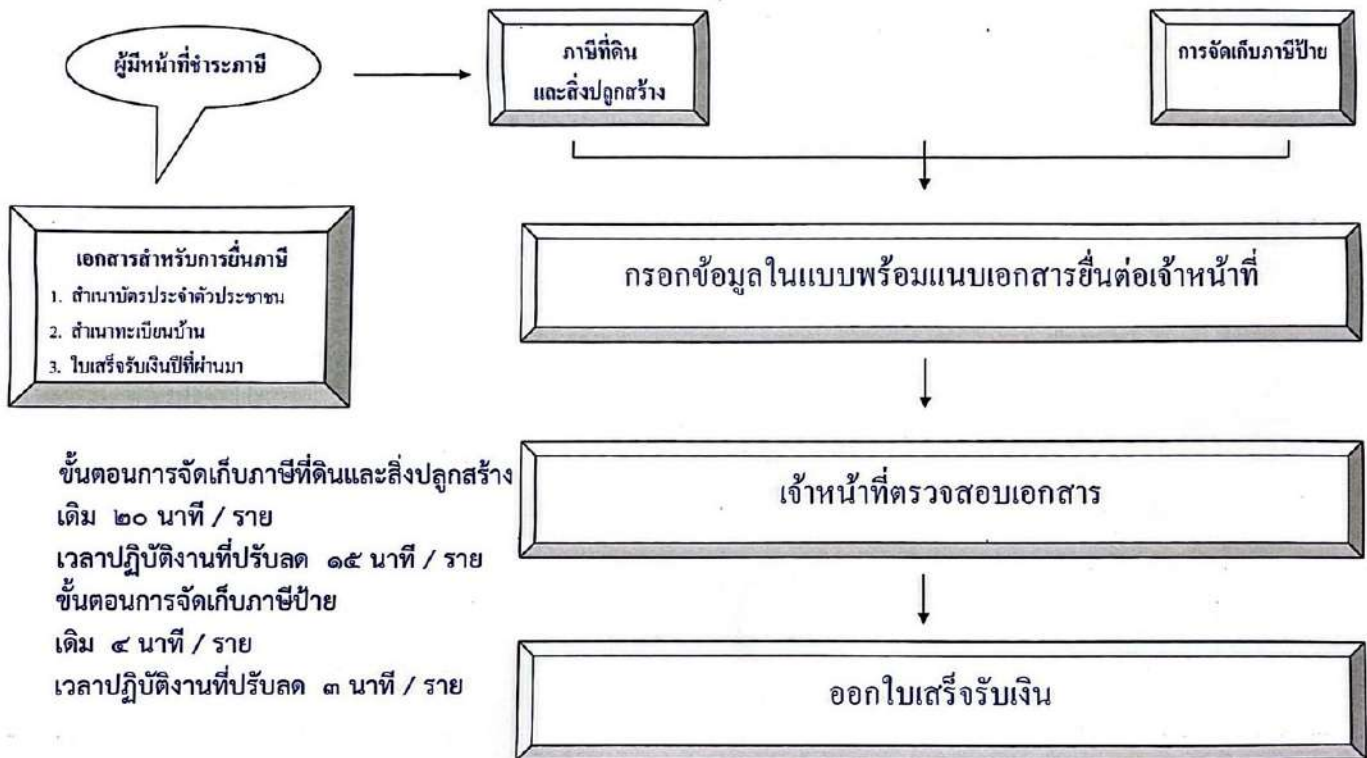 ผู้มีหน้าที่ชำระภาษี
ภาษีที่ดิน
และสิ่งปลูกสร้าง
การจัดเก็บภาษีป้าย
เอกสารสำหรับการยื่นภาษี
1. สำเนาบัตรประจำตัวประชาชน
2. สำเนาทะเบียนบ้าน
3. ใบเสร็จรับเงินปีที่ผ่านมา
กรอกข้อมูลในแบบพร้อมแนบเอกสารยื่นต่อเจ้าหน้าที่
เจ้าหน้าที่ตรวจสอบเอกสาร
ออกใบเสร็จรับเงิน
ขั้นตอนการจัดเก็บภาษีที่ดินและสิ่งปลูกสร้าง
เดิม ๒๐ นาที / ราย
เวลาปฏิบัติงานที่ปรับลด ๑๕ นาที / ราย
ขั้นตอนการจัดเก็บภาษีป้าย
เดิม ๔ นาที / ราย
เวลาปฏิบัติงานที่ปรับลด ๓ นาที / ราย